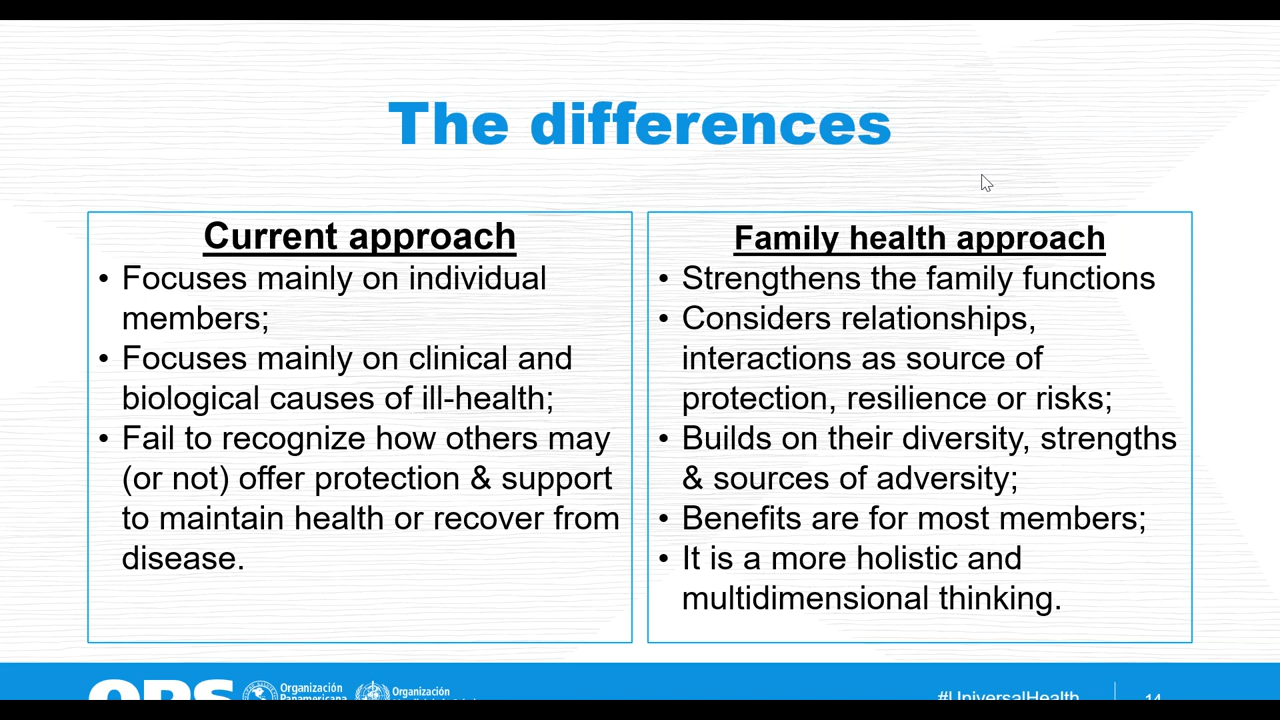 The differences
Current approach
• Focuses mainly on individual
members;
• Focuses mainly on clinical and
biological causes of ill-health;
• Fail to recognize how others may
(or not) offer protection & support
to maintain health or recover from
disease.
Family health approach
• Strengthens the family functions
• Considers relationships,
interactions as source of
protection, resilience or risks;
• Builds on their diversity, strengths
& sources of adversity;
• Benefits are for most members;
• It is a more holistic and
multidimensional thinking.
OPS
Organización
Panamericana
Organización
#UniversalHealth
14